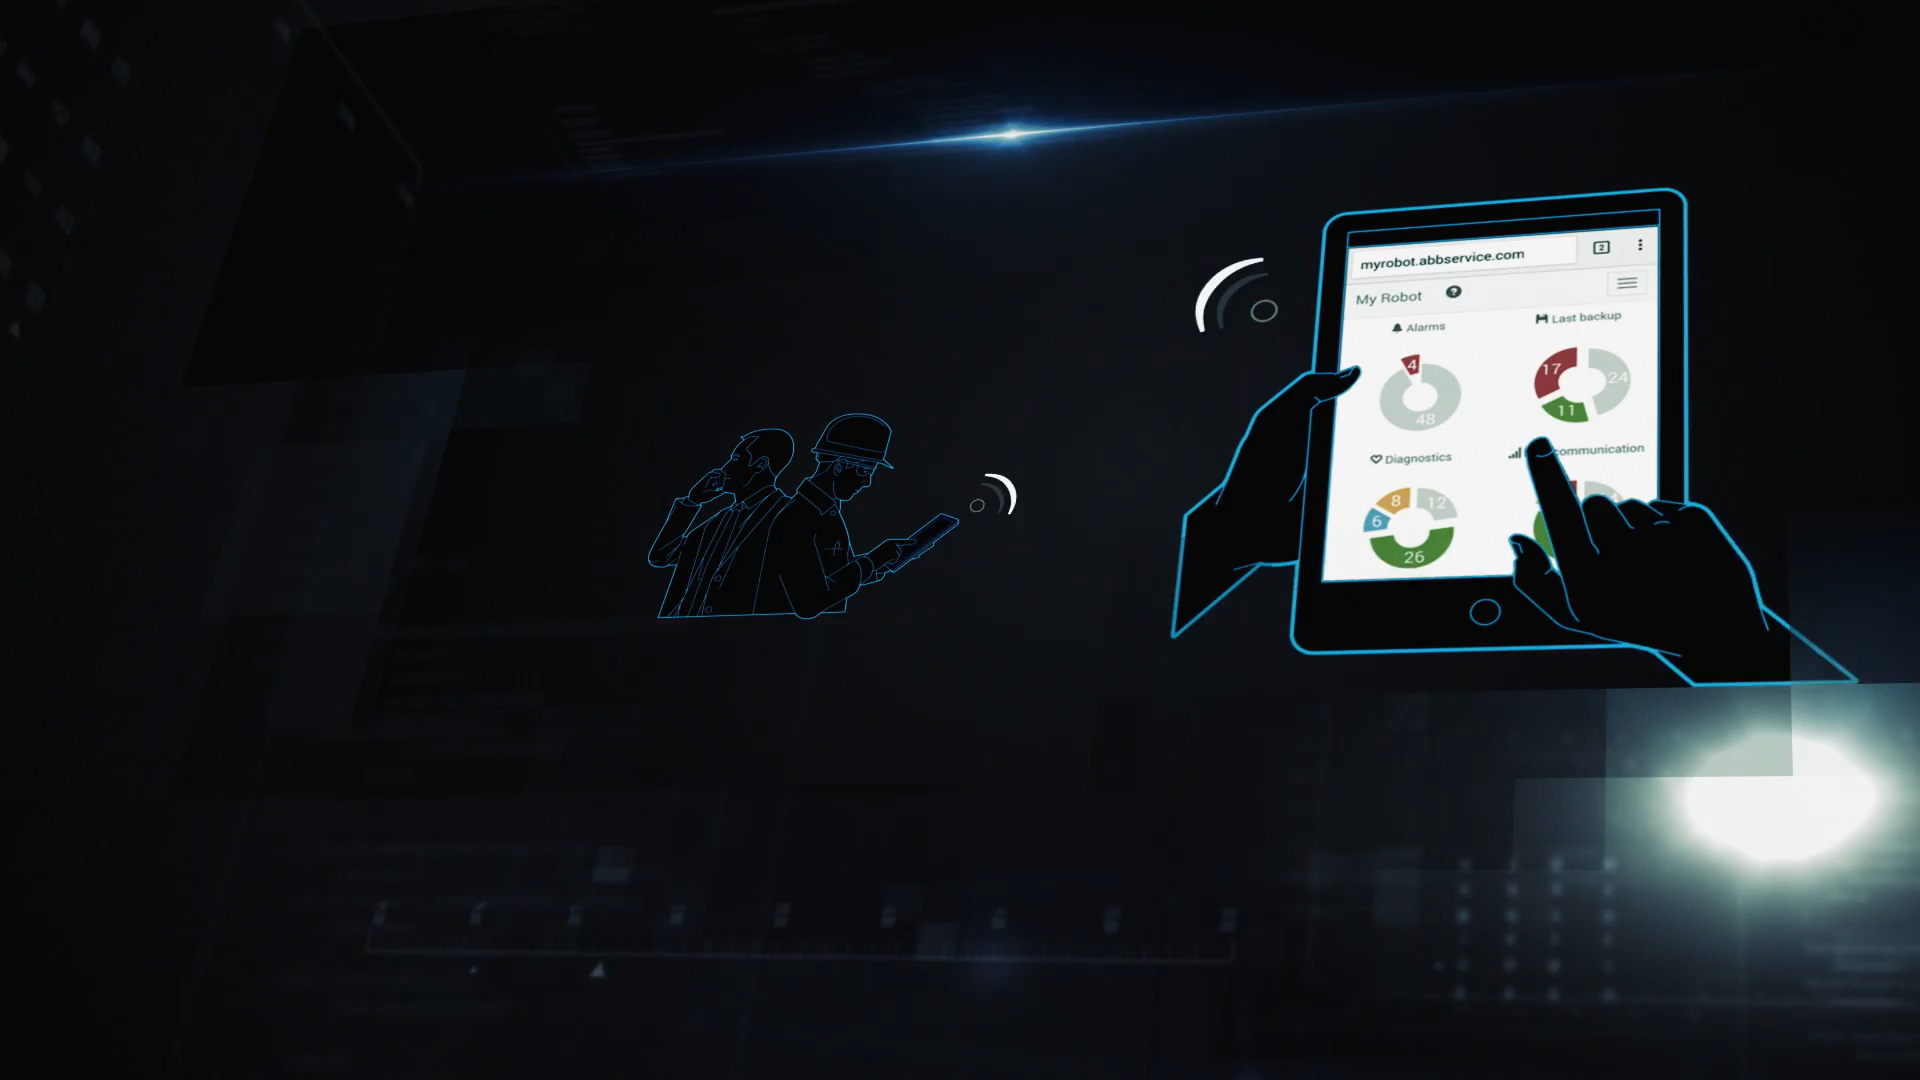 myrobot.abbservice.com
2
My Robot ?
Alarms
Last backup
4
48
17
24
11
Diagnostics
communication
8
12
6
26